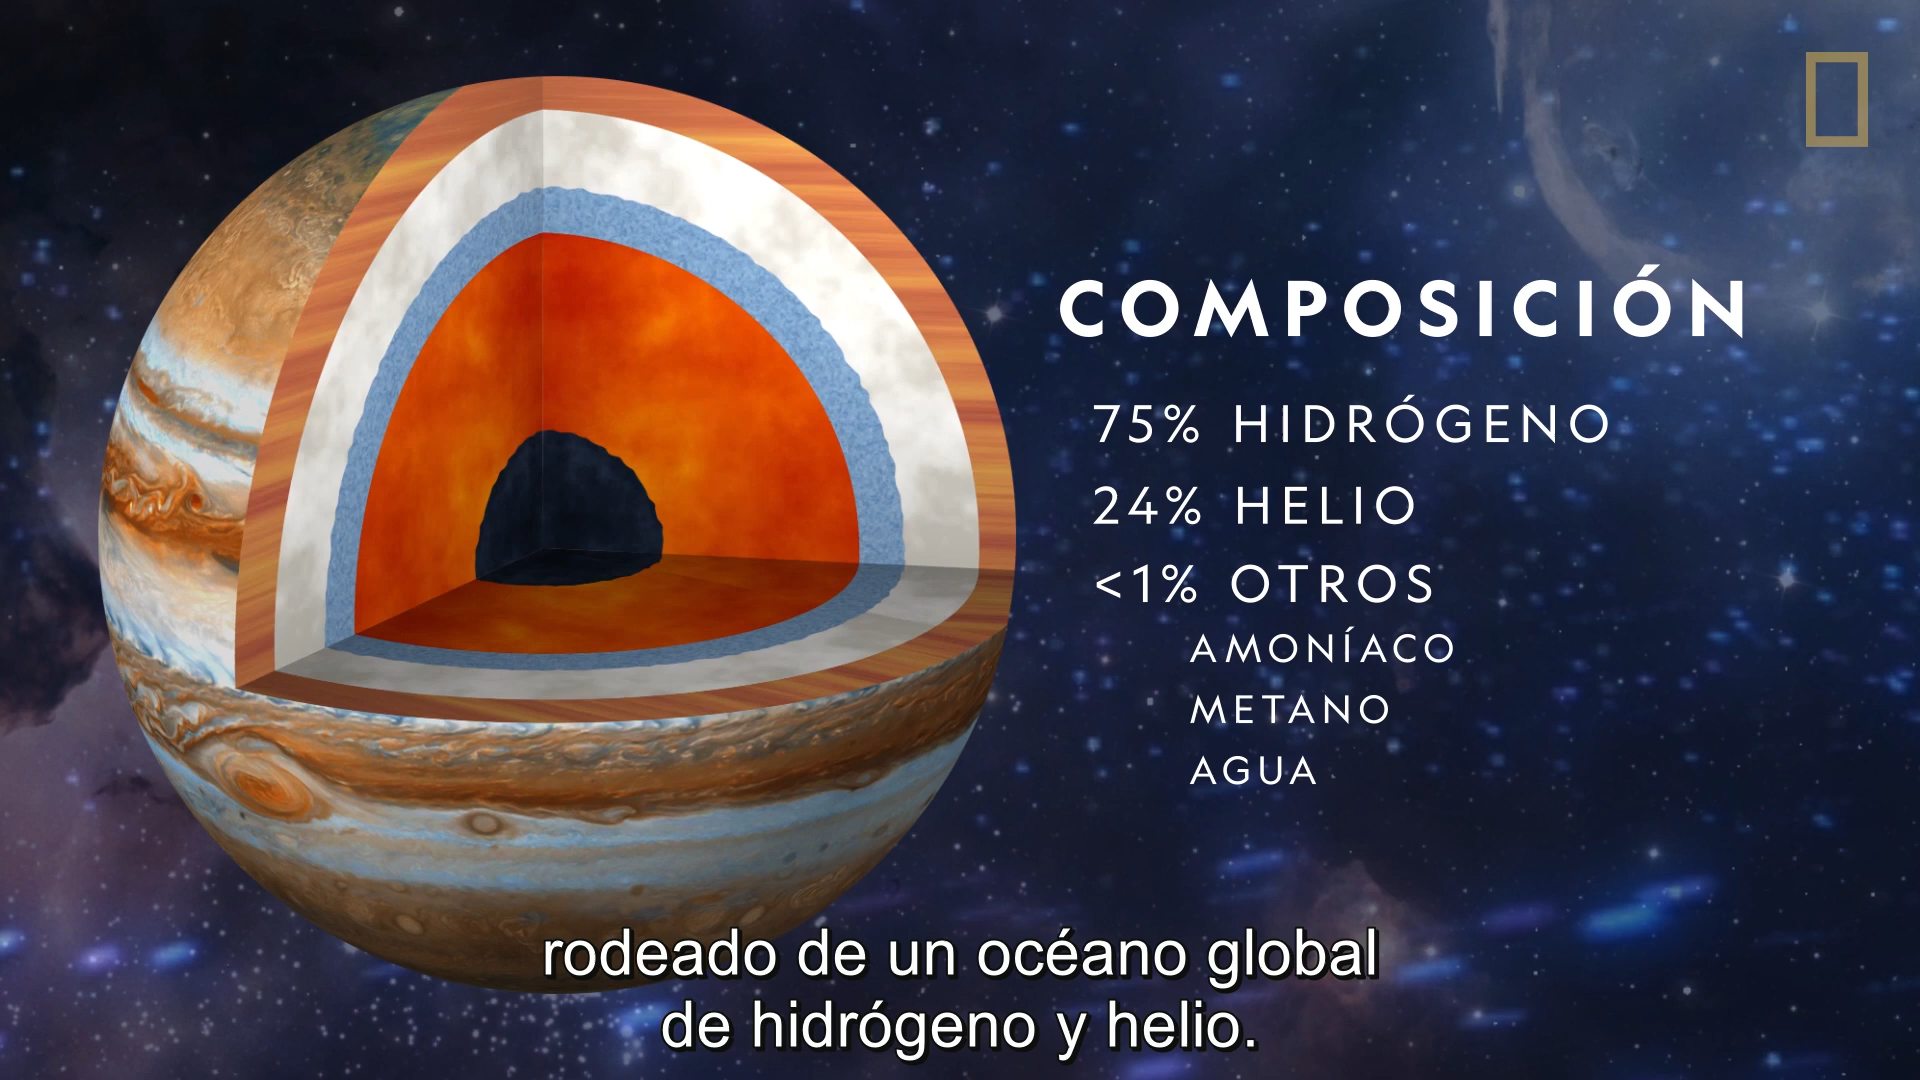 COMPOSICIÓN
75% HIDRÓGENO
24% HELIO
<1% OTROS
AMONÍACO
METANO
AGUA
rodeado de un océano global
de hidrógeno y helio.